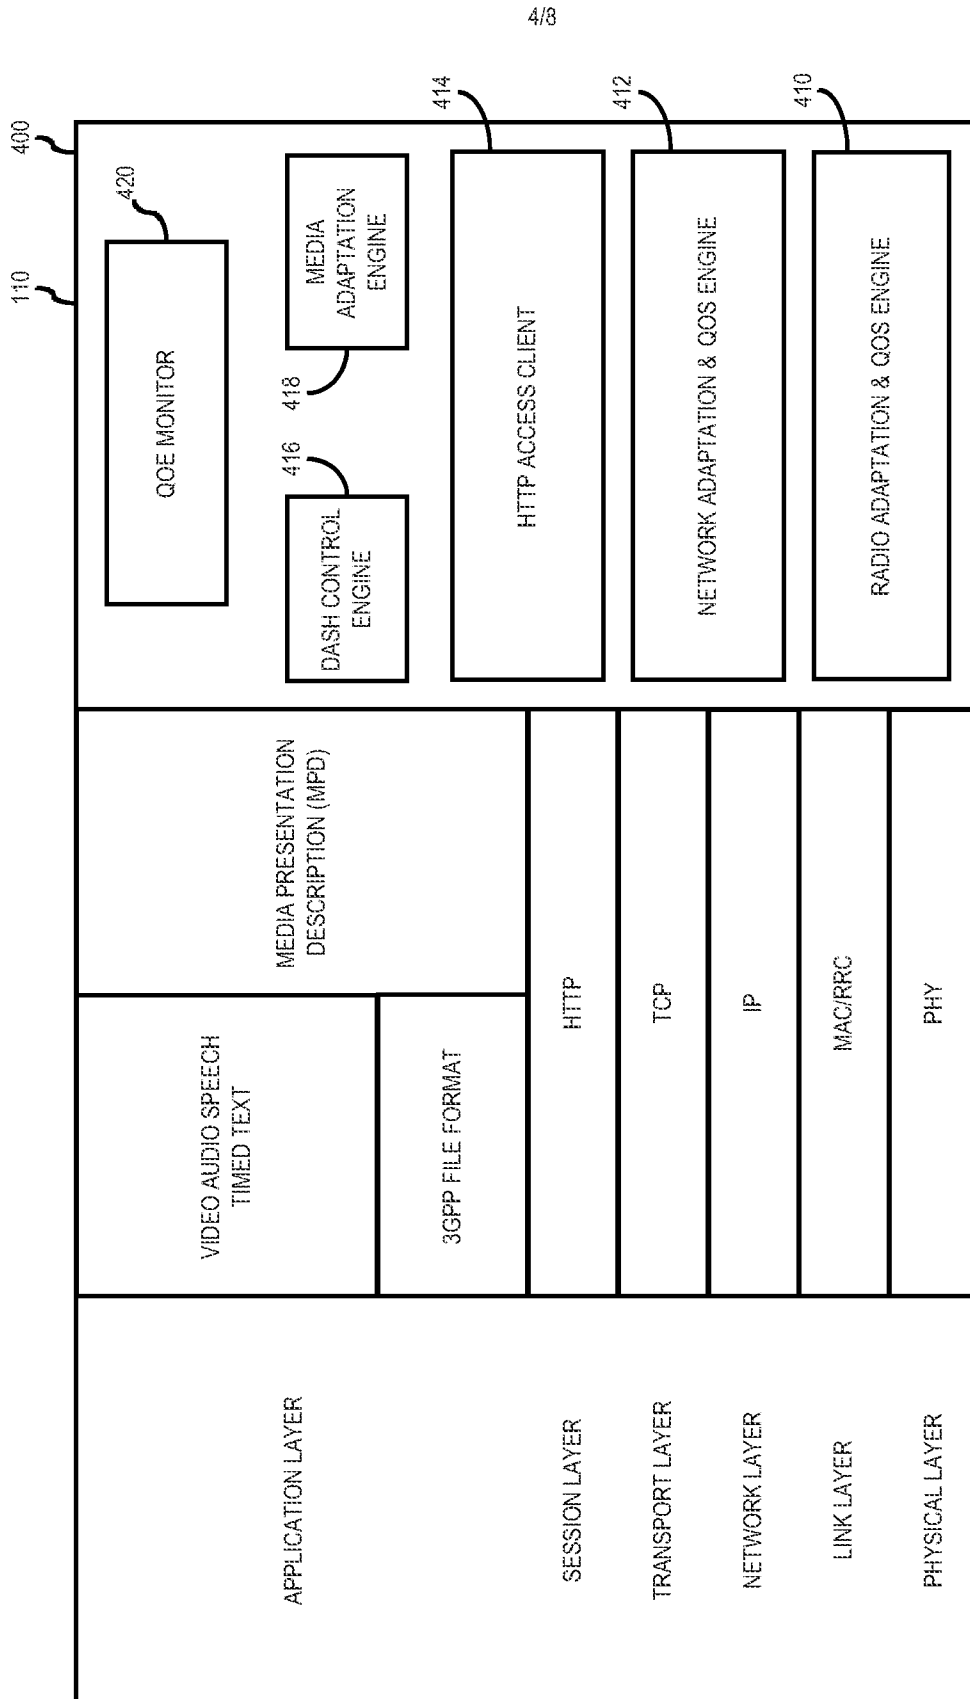 4/8
110
400
APPLICATION LAYER
VIDEO AUDIO SPEECH
TIMED TEXT
MEDIA PRESENTATION
DESCRIPTION (MPD)
QOE MONITOR
420
3GPP FILE FORMAT
DASH CONTROL
ENGINE
416
418
MEDIA
ADAPTATION
ENGINE
SESSION LAYER
HTTP
HTTP ACCESS CLIENT
414
TRANSPORT LAYER
TCP
NETWORK LAYER
IP
NETWORK ADAPTATION & QOS ENGINE
412
LINK LAYER
MAC/RRC
RADIO ADAPTATION & QOS ENGINE
410
PHYSICAL LAYER
PHY